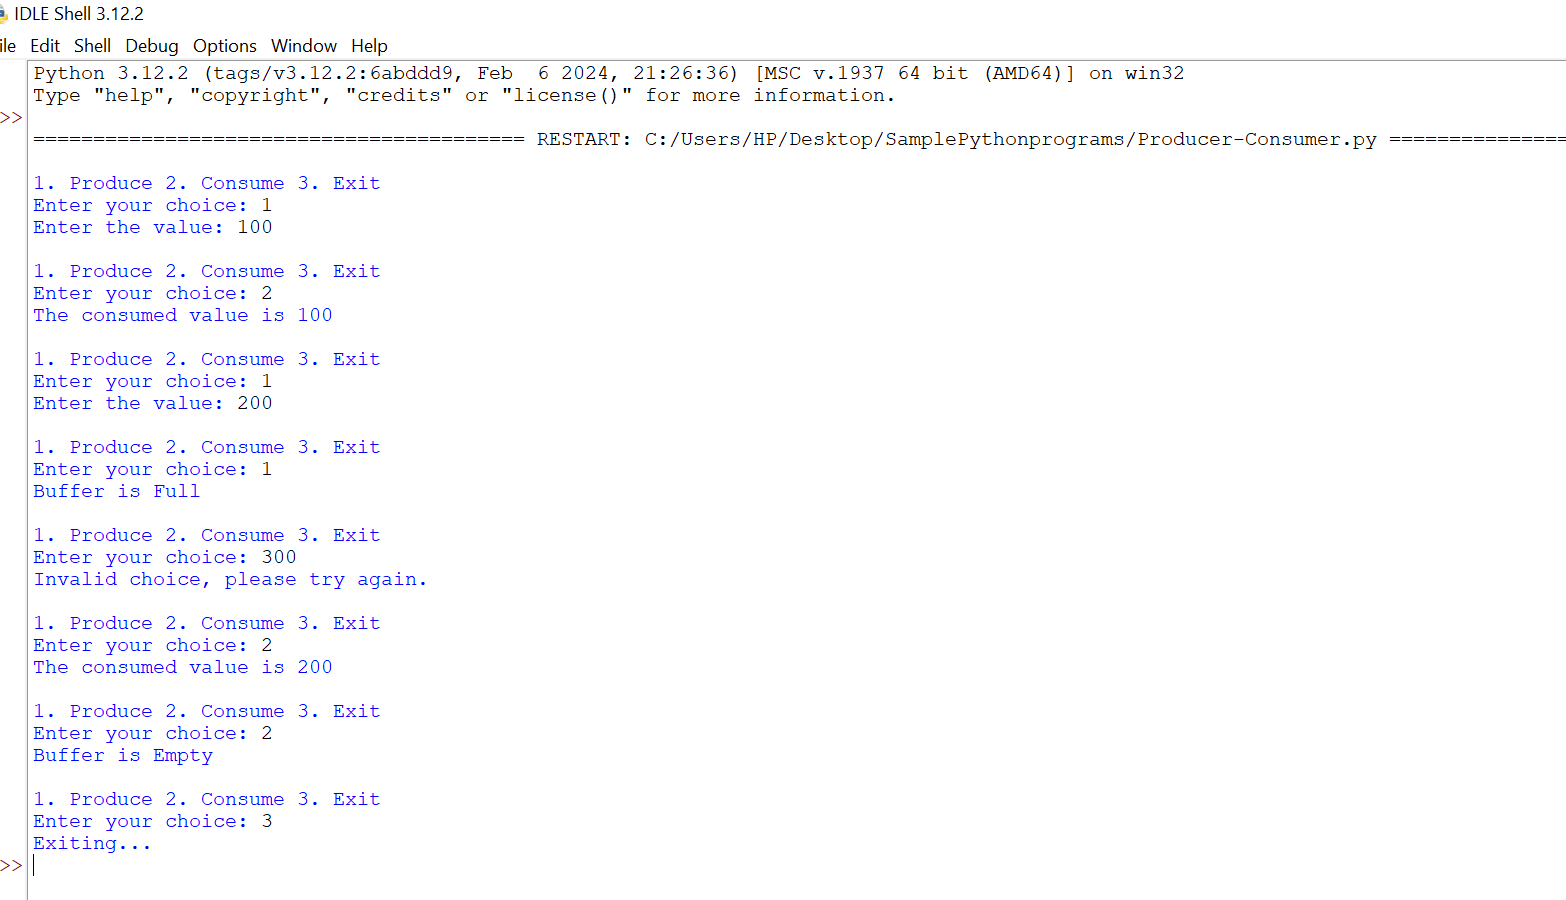 IDLE Shell 3.12.2
ile Edit Shell Debug Options Window Help
Python 3.12.2 (tags/v3.12.2:6abddd9, Feb  6 2024, 21:26:36) [MSC v.1937 64 bit (AMD64)] on win32
Type "help", "copyright", "credits" or "license()" for more information.
>>
========================================= RESTART: C:/Users/HP/Desktop/SamplePythonprograms/Producer-Consumer.py ===============
1. Produce 2. Consume 3. Exit
Enter your choice: 1
Enter the value: 100
1. Produce 2. Consume 3. Exit
Enter your choice: 2
The consumed value is 100
1. Produce 2. Consume 3. Exit
Enter your choice: 1
Enter the value: 200
1. Produce 2. Consume 3. Exit
Enter your choice: 1
Buffer is Full
1. Produce 2. Consume 3. Exit
Enter your choice: 300
Invalid choice, please try again.
1. Produce 2. Consume 3. Exit
Enter your choice: 2
The consumed value is 200
1. Produce 2. Consume 3. Exit
Enter your choice: 2
Buffer is Empty
1. Produce 2. Consume 3. Exit
Enter your choice: 3
Exiting...
>>